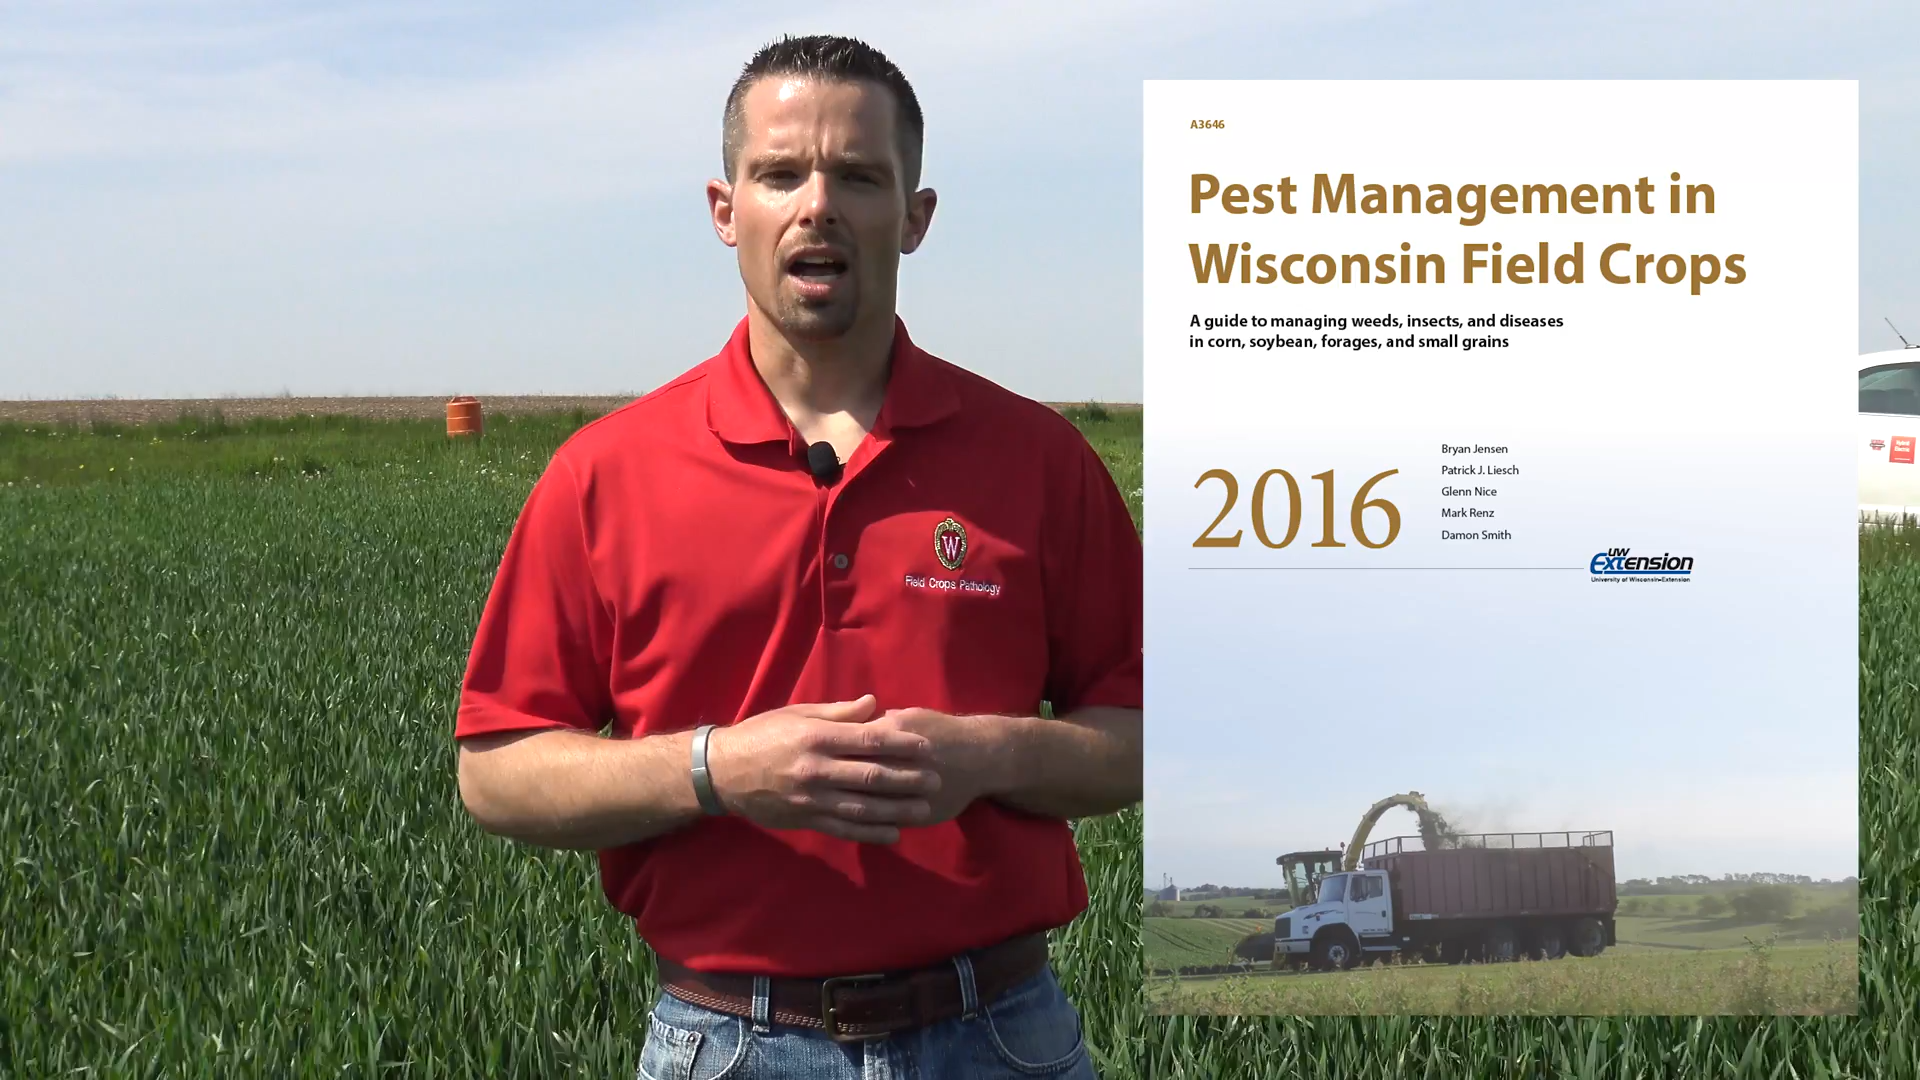 A3646
Pest Management in
Wisconsin Field Crops
A guide to managing weeds, insects, and diseases
in corn, soybean, forages, and small grains
2016
Bryan Jensen
Patrick J. Liesch
Glenn Nice
Mark Renz
Damon Smith
UW
Extension
University of Wisconsin-Extension
W
Field Crops Pathology